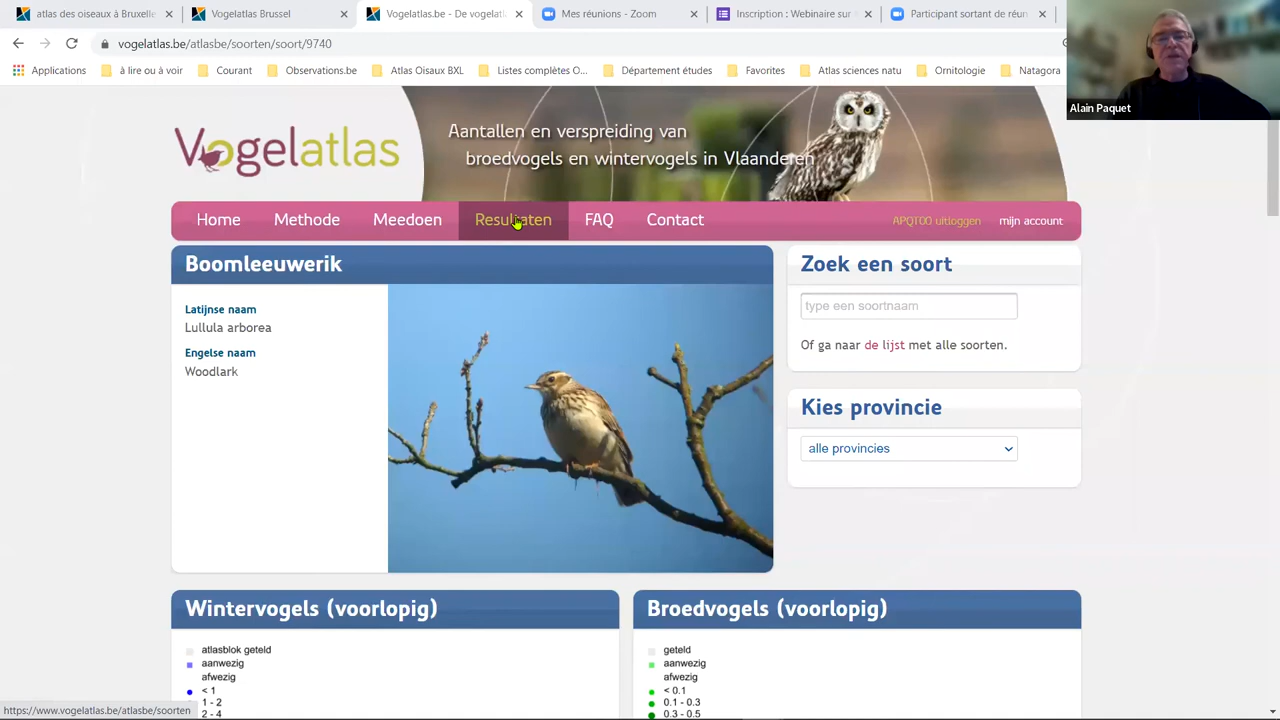 atlas des oiseaux à Bruxelle
Vogelatlas Brussel
Vogelatlas.be - De vogelatl
Mes réunions - Zoom
Inscription : Webinaire sur
Participant sortant de réun
vogelatlas.be/atlasbe/soorten/soort/9740
Applications
à lire ou à voir
Courant
Observations.be
Atlas Oisaux BXL
Listes complètes O...
Département études
Favorites
Atlas sciences natu
Ornitologie
Natagora
Alain Paquet
Vogelatlas
Aantallen en verspreiding van
broedvogels en wintervogels in Vlaanderen
Home
Methode
Meedoen
Resultaten
FAQ
Contact
APQT00 uitloggen
mijn account
Boomleeuwerik
Latijnse naam
Lullula arborea
Engelse naam
Woodlark
Zoek een soort
type een soortnaam
Of ga naar de lijst met alle soorten.
Kies provincie
alle provincies
Wintervogels (voorlopig)
atlasblok geteld
aanwezig
afwezig
< 1
1 - 2
2 - 4
Broedvogels (voorlopig)
geteld
aanwezig
afwezig
< 0.1
0.1 - 0.3
0.3 - 0.5
https://www.vogelatlas.be/atlasbe/soorten